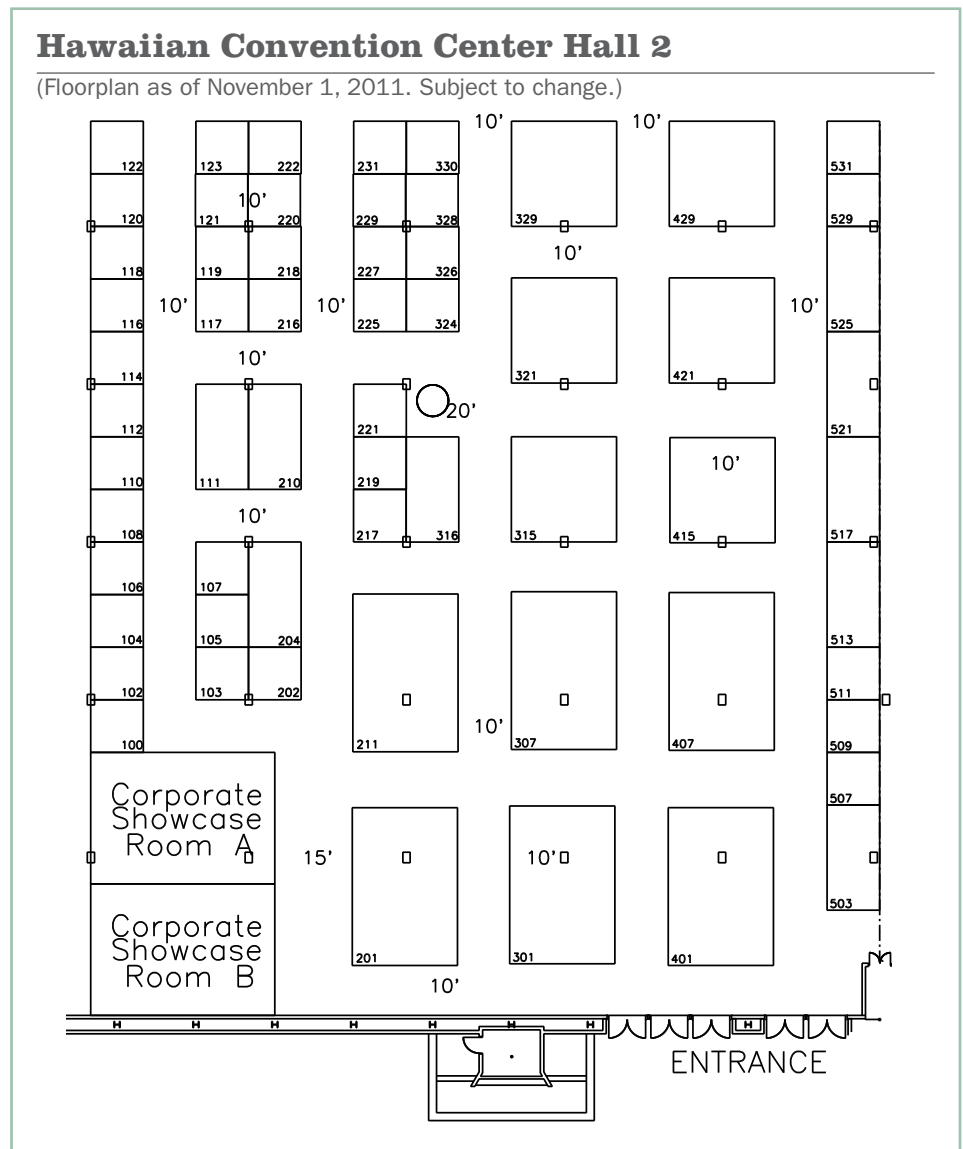 Hawaiian Convention Center Hall 2
(Floorplan as of November 1, 2011. Subject to change.)
10' 10'
122 123 222 231 330 531
10'
120 121 220 229 328 329 429 529
10'
118 119 218 227 326
10' 10' 10'
116 117 216 225 324 525
10'
114 321 421
20'
112 221 521
10'
110 111 210 219
10'
108 217 316 315 415 517
106 107
104 105 204 513
102 103 202 511
10'
100 211 307 407 509
Corporate
Showcase
Room A
507
15' 10'
503
Corporate
Showcase
Room B
201 301 401
10'
H H H H H H H H
ENTRANCE